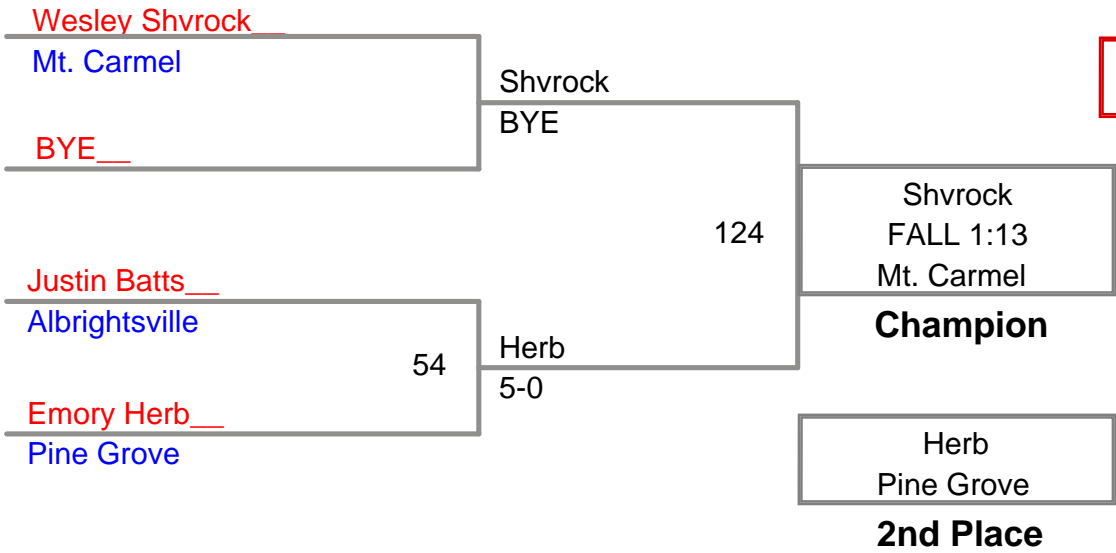 Wesley Shvrock__
Mt. Carmel
Shvrock
BYE
BYE__
Shvrock
124
FALL 1:13
Mt. Carmel
Justin Batts__
Albrightsville
Champion
Herb
54
5-0
Emory Herb__
Pine Grove
Herb
Pine Grove
2nd Place